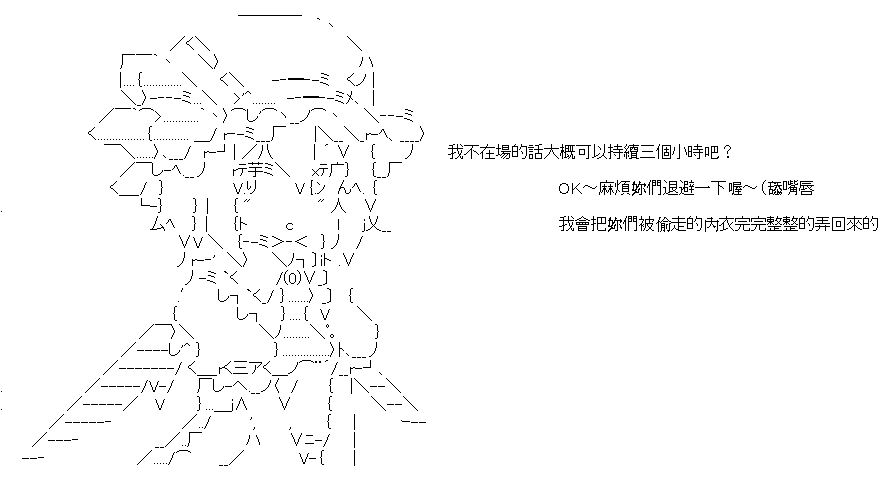 我不在場的話大概可以持續三個小時吧？
OK～麻煩妳們退避一下喔～（舔嘴唇
我會把妳們被偷走的內衣完完整整的弄回來的